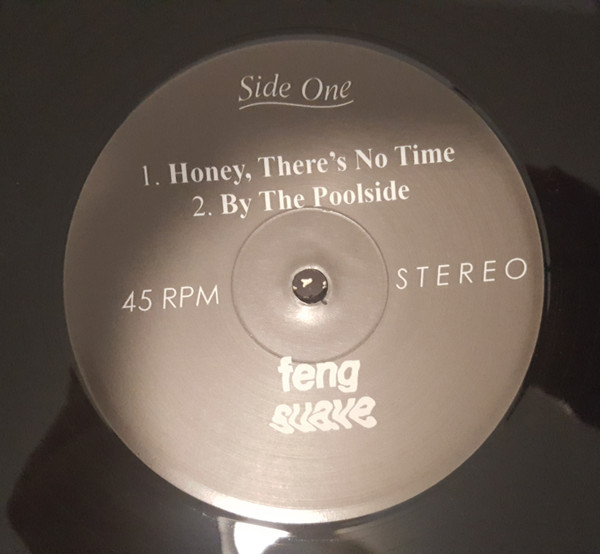 Side One
1. Honey, There's No Time
2. By The Poolside
45 RPM
STEREO
feng
suave